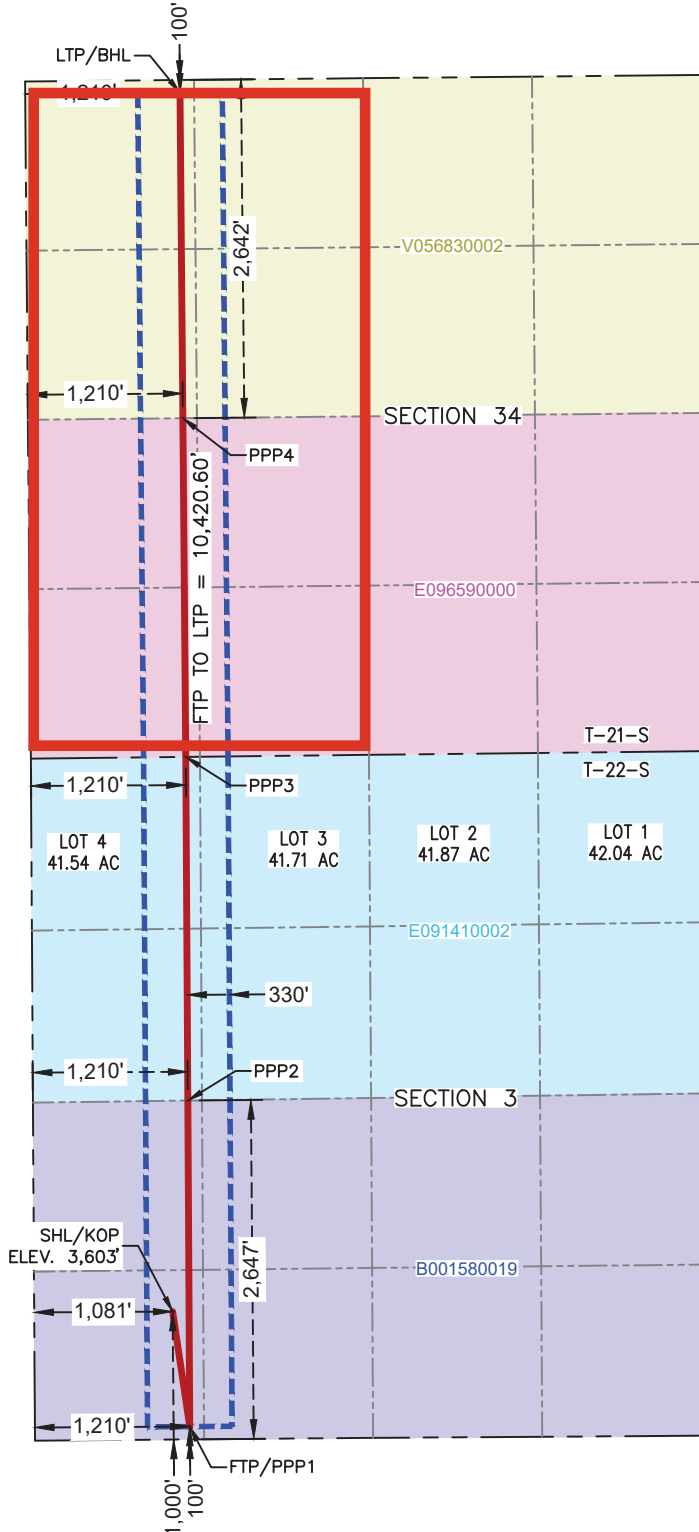 100'
LTP/BHL
1,210'
V056830002
2,642'
1,210'
SECTION 34
PPP4
FTP TO LTP = 10,420.60'
E096590000
T-21-S
T-22-S
1,210'
PPP3
LOT 4
41.54 AC
LOT 3
41.71 AC
LOT 2
41.87 AC
LOT 1
42.04 AC
E091410002
330'
1,210'
PPP2
SECTION 3
SHL/KOP
ELEV. 3,603'
2,647'
B001580019
1,081'
1,210'
FTP/PPP1
1,000'
100'